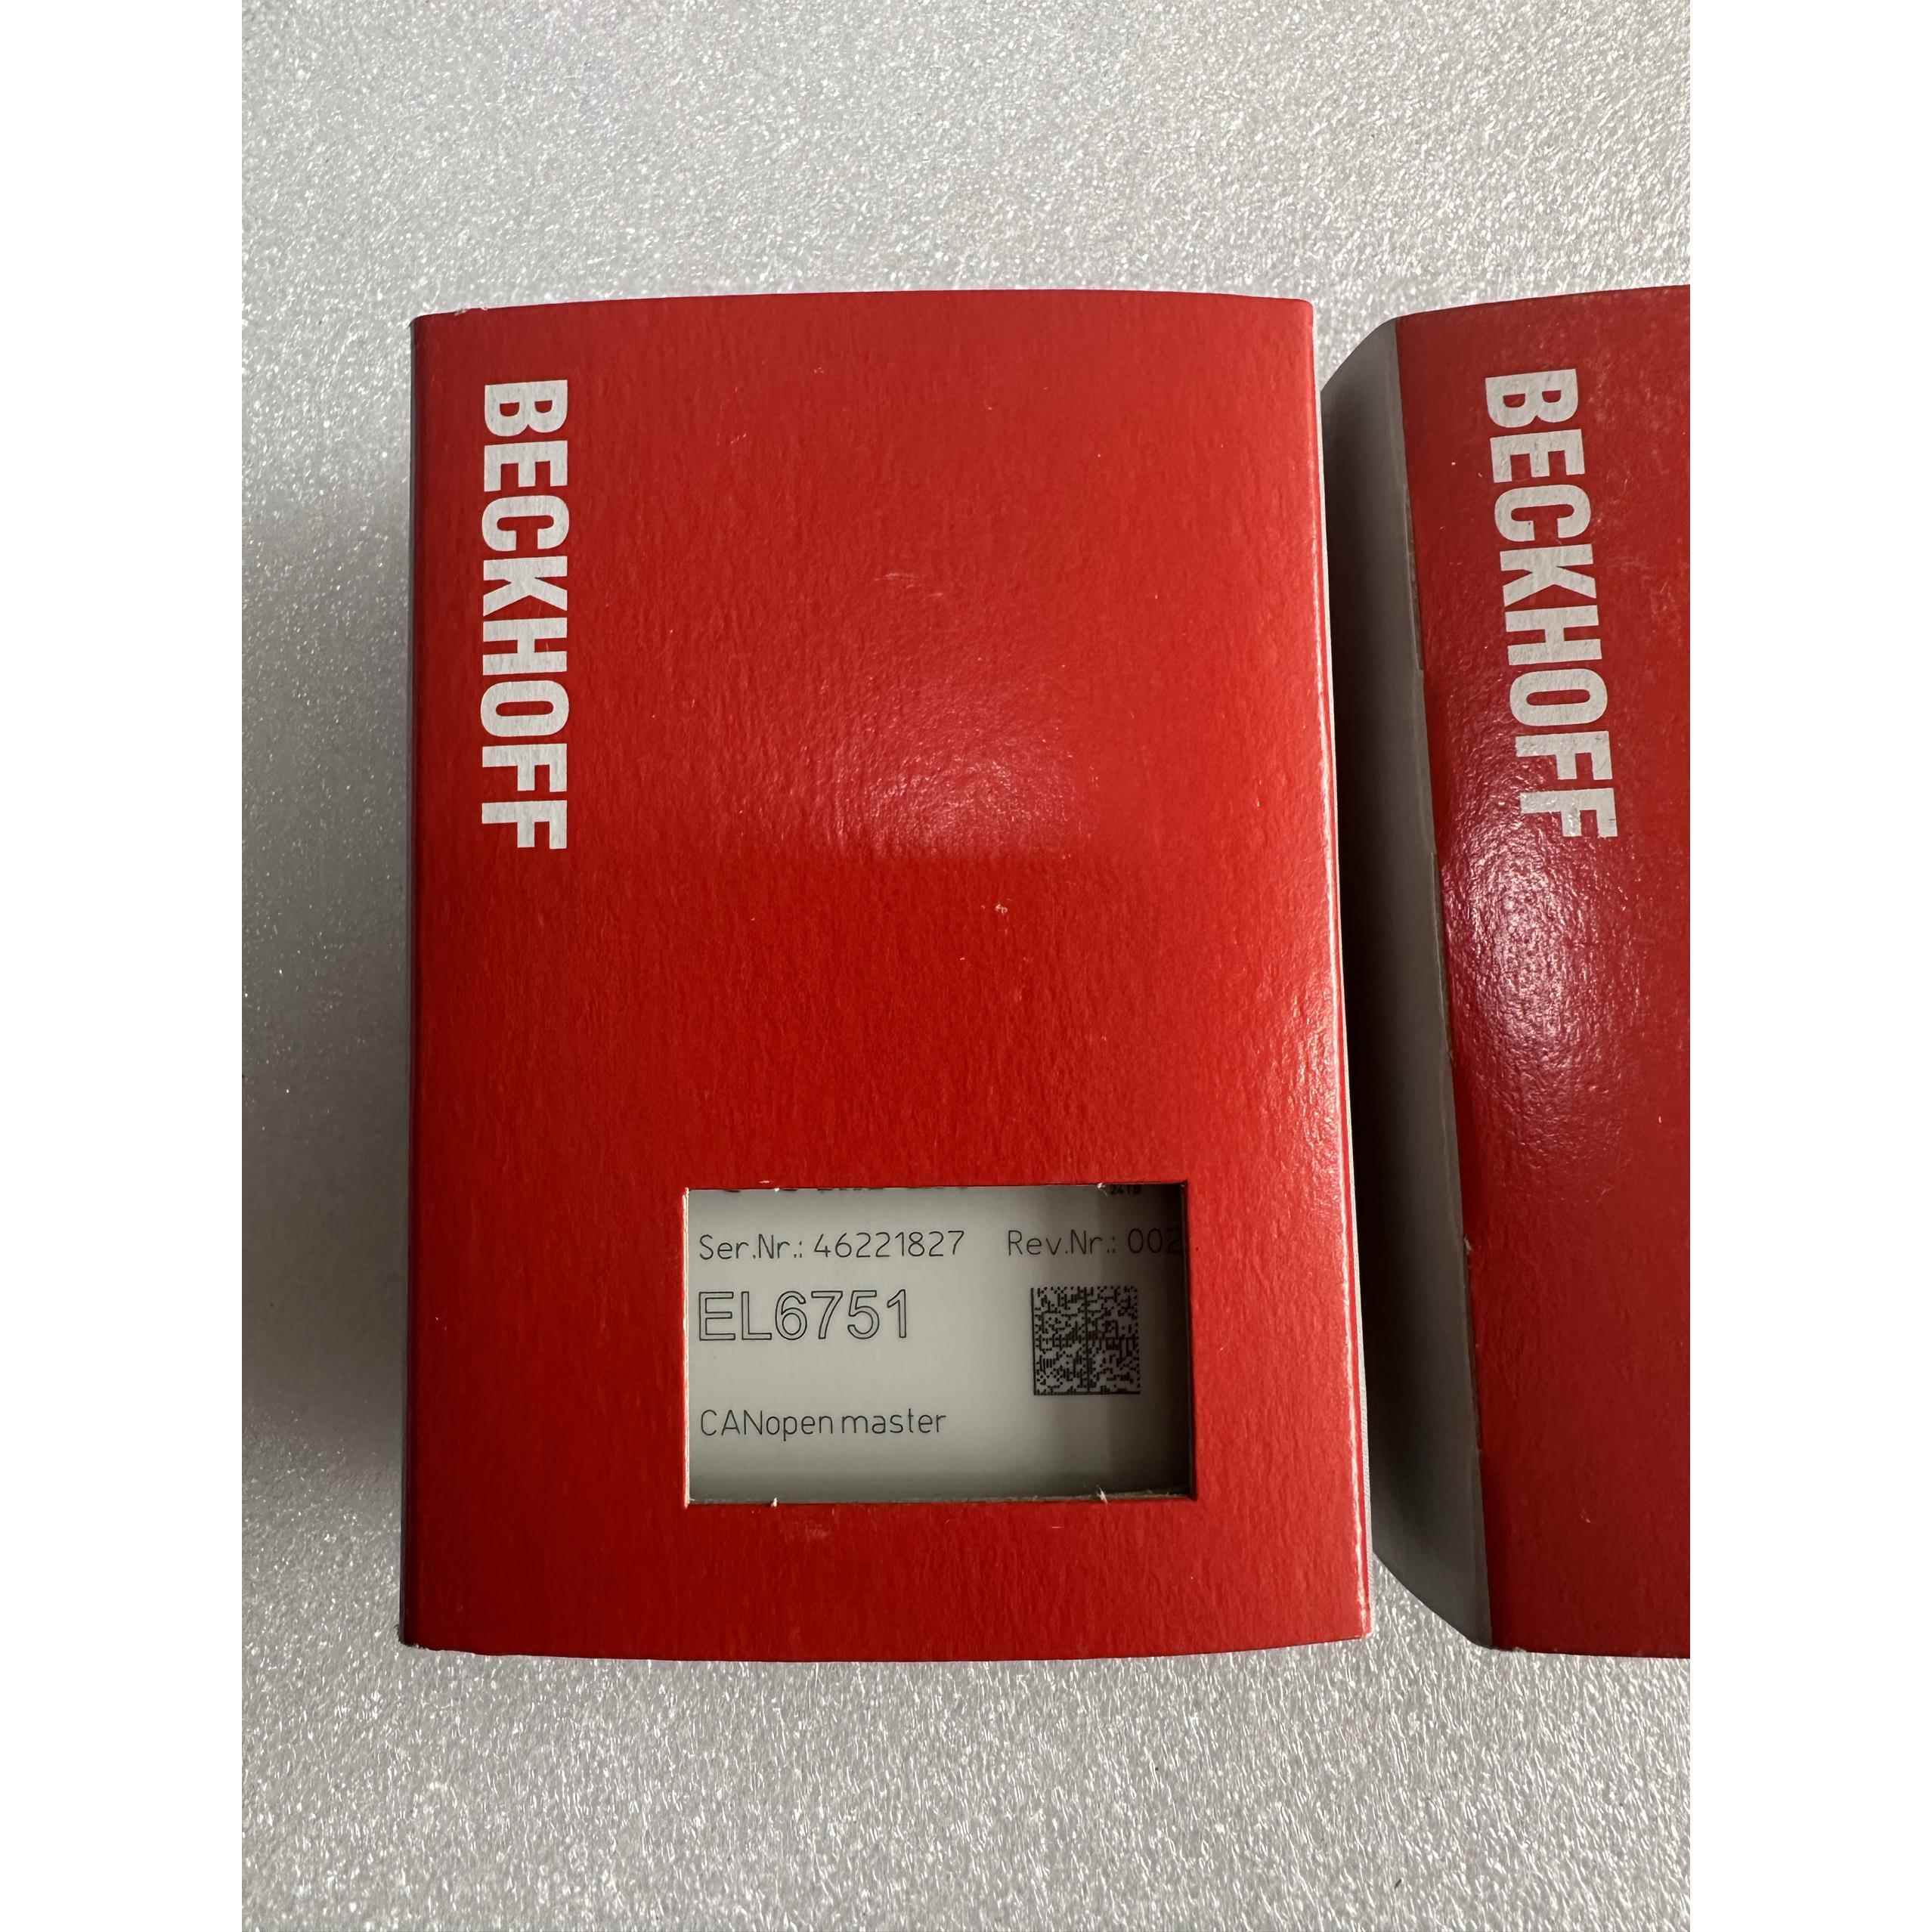 BECKHOFF
Ser.Nr.: 46221827 Rev.Nr.: 002
EL6751
CANopen master
BECKHOFF